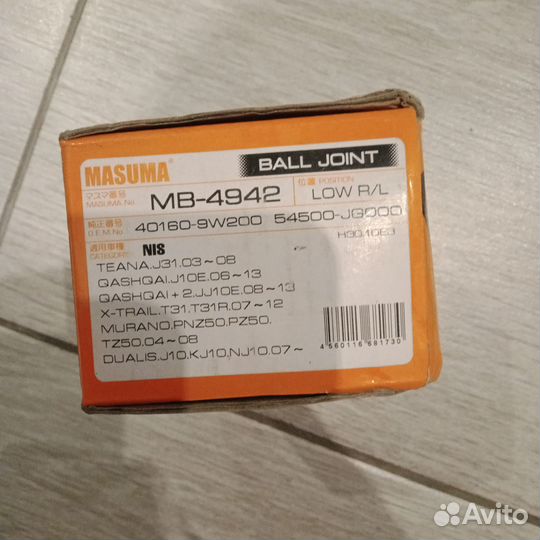 MASUMA® BALL JOINT
マスマ番号 MASUMA.No. MB-4942 位置 POSITION LOW R/L
純正番号 O.E.M.No. 40160-9W200 54500-JG000
適用車種 CATEGORY: NIS H30.10E3
TEANA.J31.03~08
QASHQAI.J10E.06~13
QASHQAI+2.JJ10E.08~13
X-TRAIL.T31.T31R.07~12
MURANO.PNZ50.PZ50.
TZ50.04~08
DUALIS.J10.KJ10.NJ10.07~
4 560116 681730
Avito